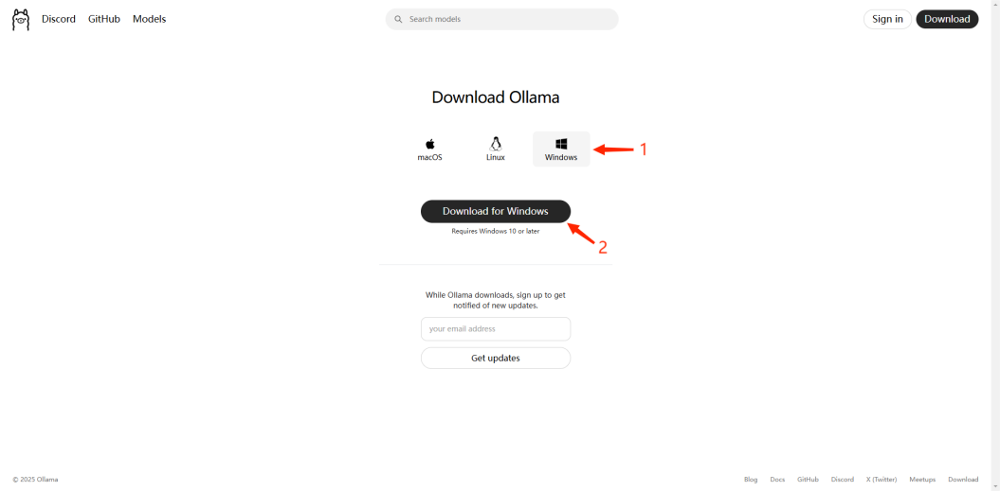 Discord GitHub Models Search models Sign in Download
Download Ollama
macOS Linux Windows 1
Download for Windows
Requires Windows 10 or later
2
While Ollama downloads, sign up to get
notified of new updates.
your email address
Get updates
© 2025 Ollama Blog Docs GitHub Discord X (Twitter) Meetups Download